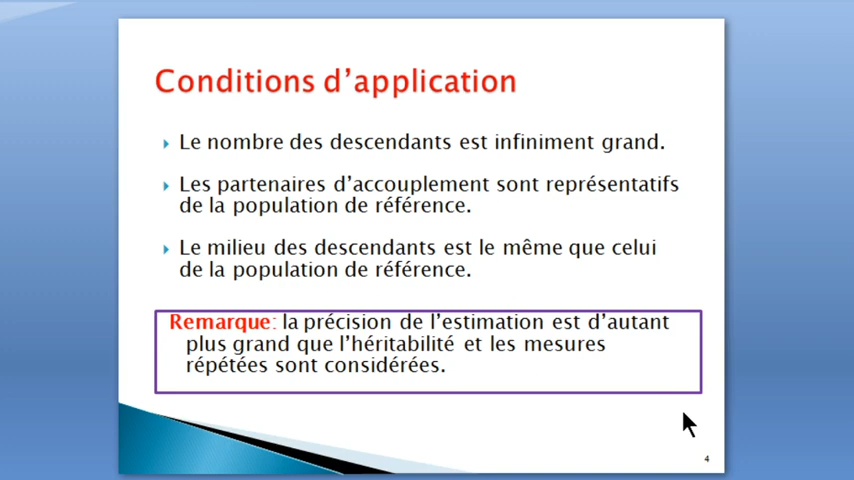 Conditions d’application
Le nombre des descendants est infiniment grand.
Les partenaires d’accouplement sont représentatifs
de la population de référence.
Le milieu des descendants est le même que celui
de la population de référence.
Remarque: la précision de l’estimation est d’autant
plus grand que l’héritabilité et les mesures
répétées sont considérées.
4